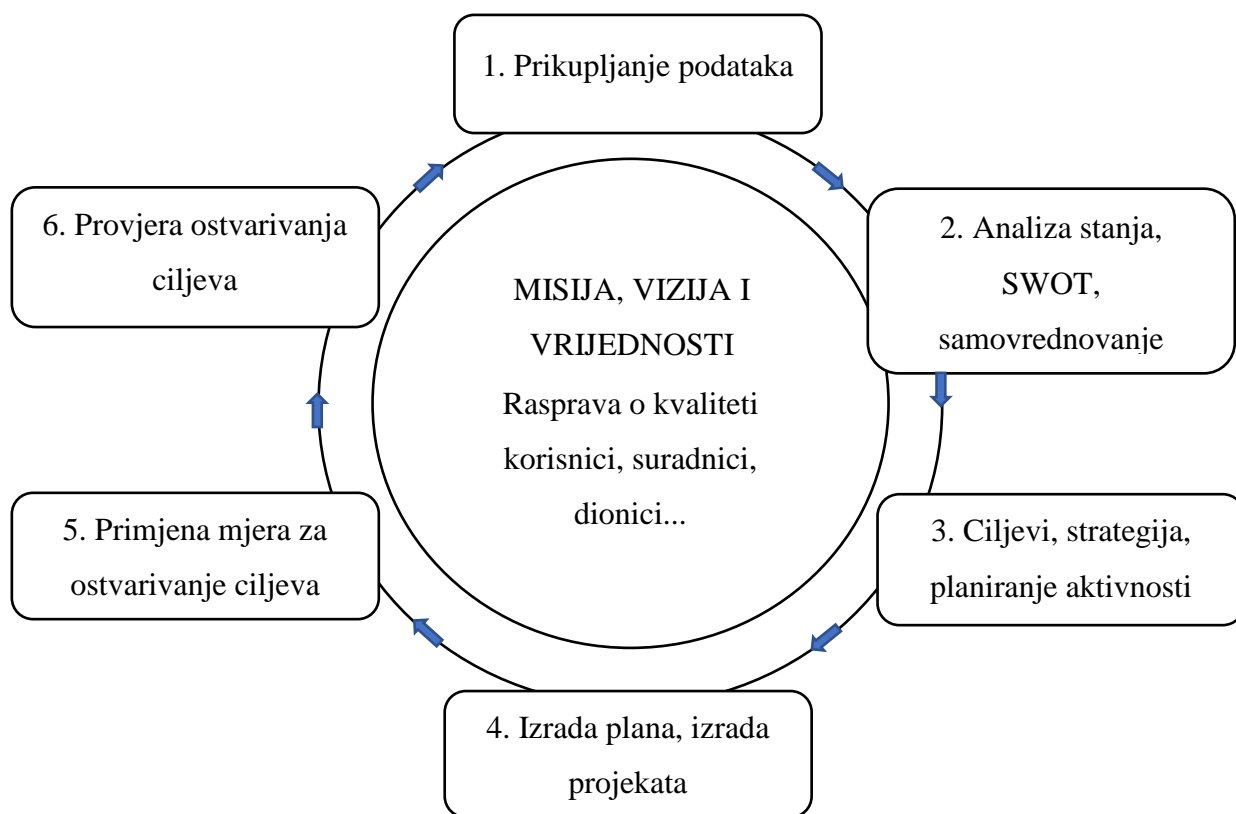 1. Prikupljanje podataka
2. Analiza stanja,
SWOT,
samovrednovanje
3. Ciljevi, strategija,
planiranje aktivnosti
4. Izrada plana, izrada
projekata
5. Primjena mjera za
ostvarivanje ciljeva
6. Provjera ostvarivanja
ciljeva
MISIJA, VIZIJA I
VRIJEDNOSTI
Rasprava o kvaliteti
korisnici, suradnici,
dionici...